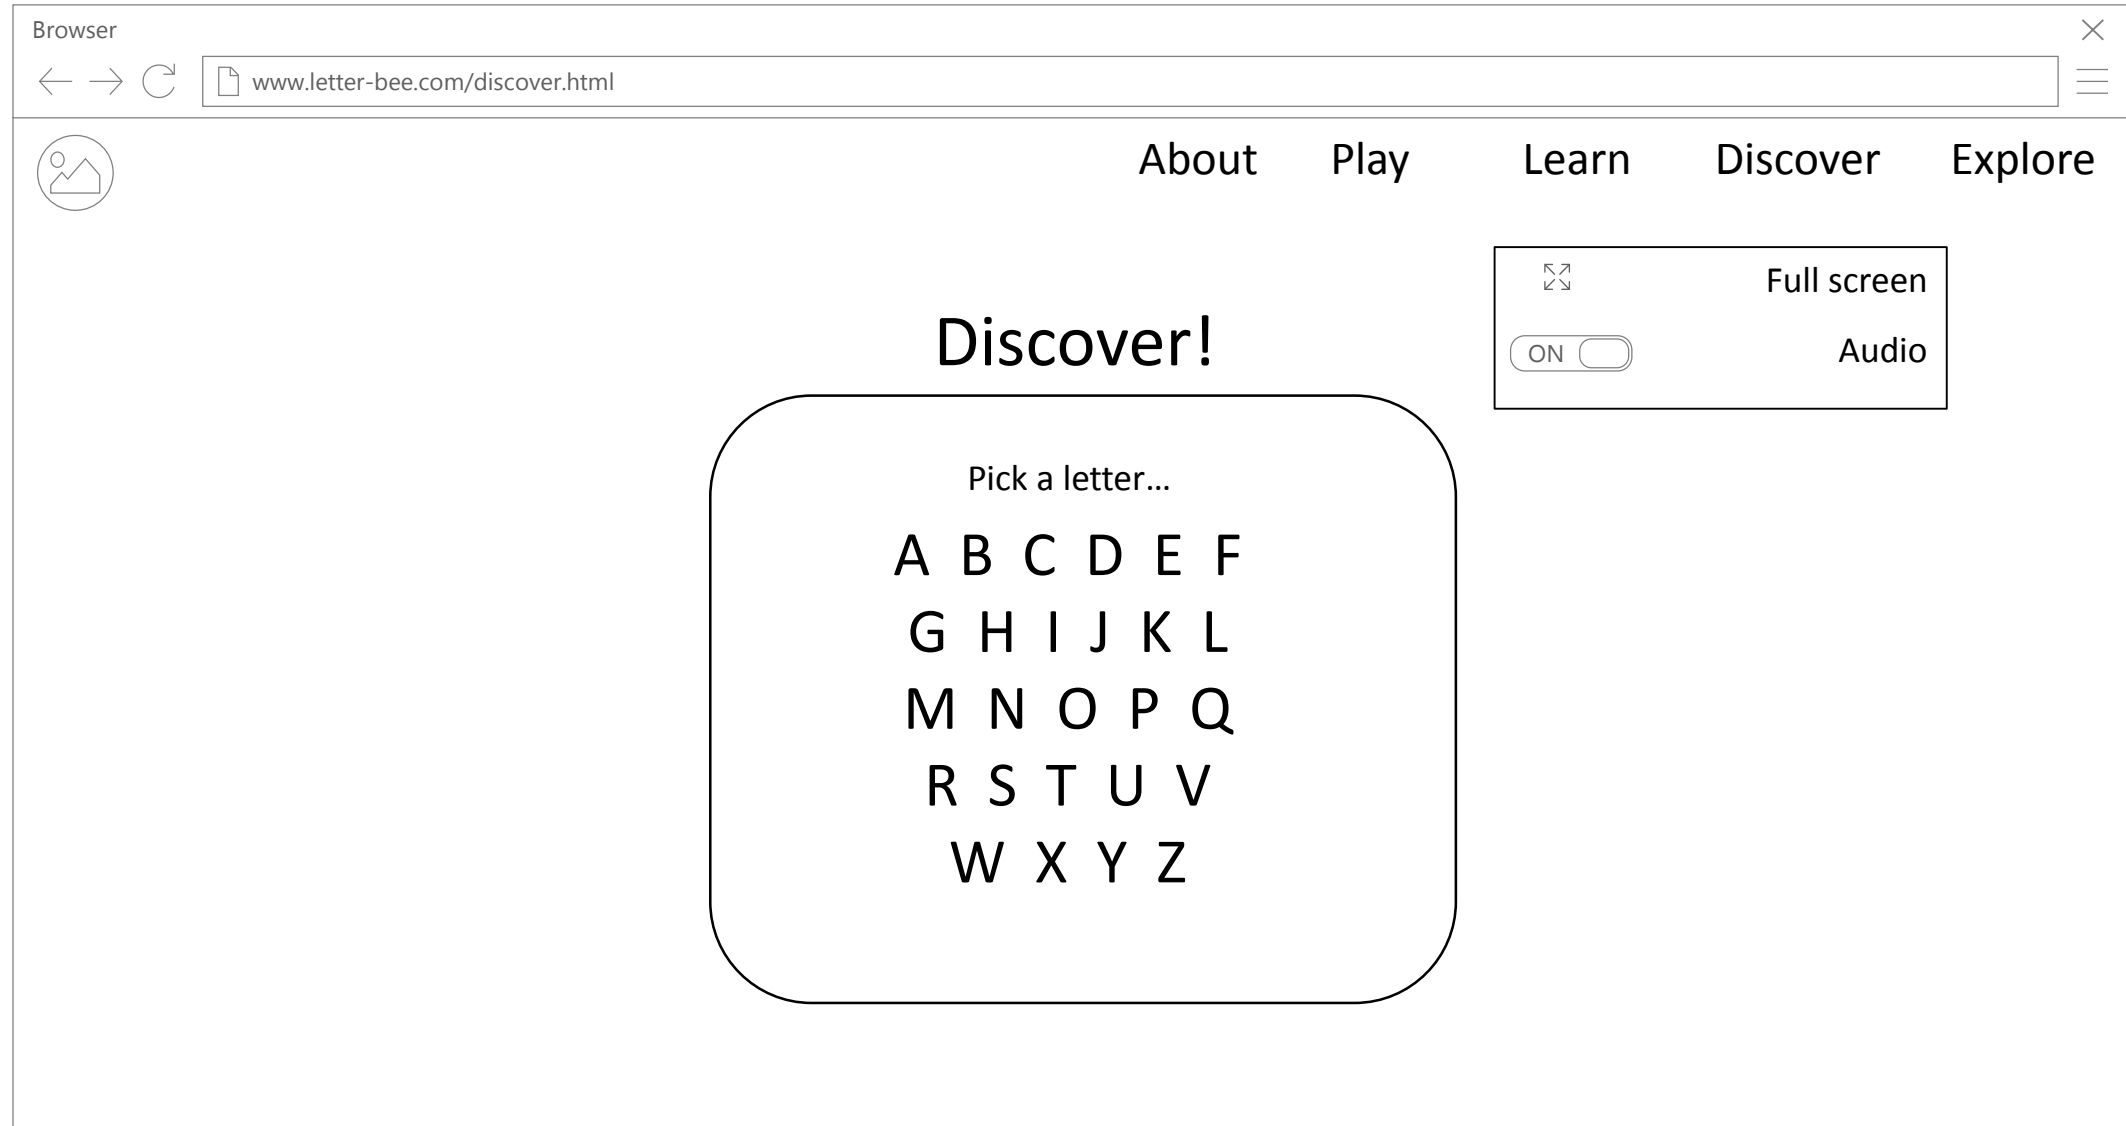 Browser
www.letter-bee.com/discover.html
About Play Learn Discover Explore
Full screen
ON Audio
Discover!
Pick a letter...
A B C D E F
G H I J K L
M N O P Q
R S T U V
W X Y Z